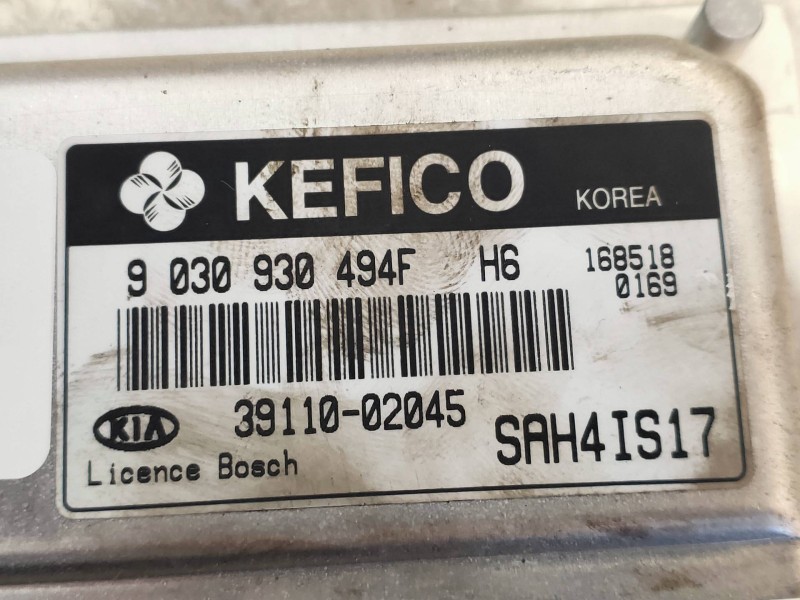 KEFICO KOREA
9 030 930 494F H6 168518
0169
39110-02045
KIA SAH4IS17
Licence Bosch